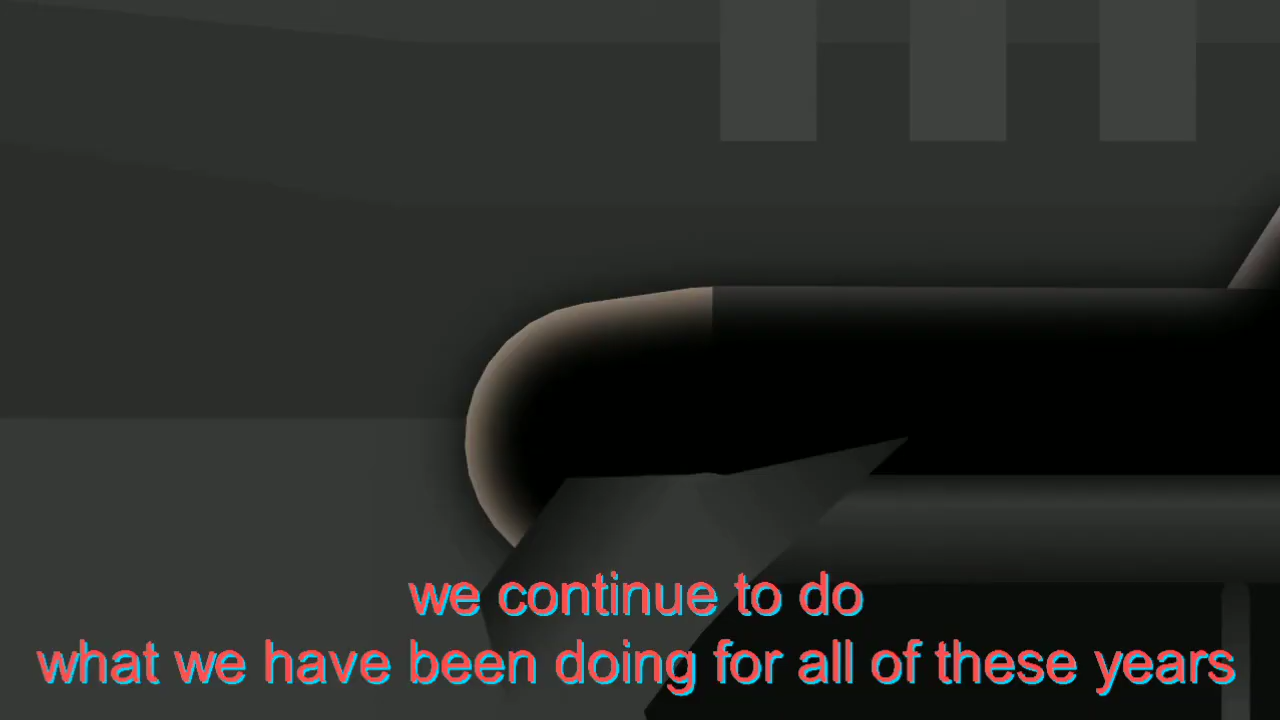 we continue to do
what we have been doing for all of these years